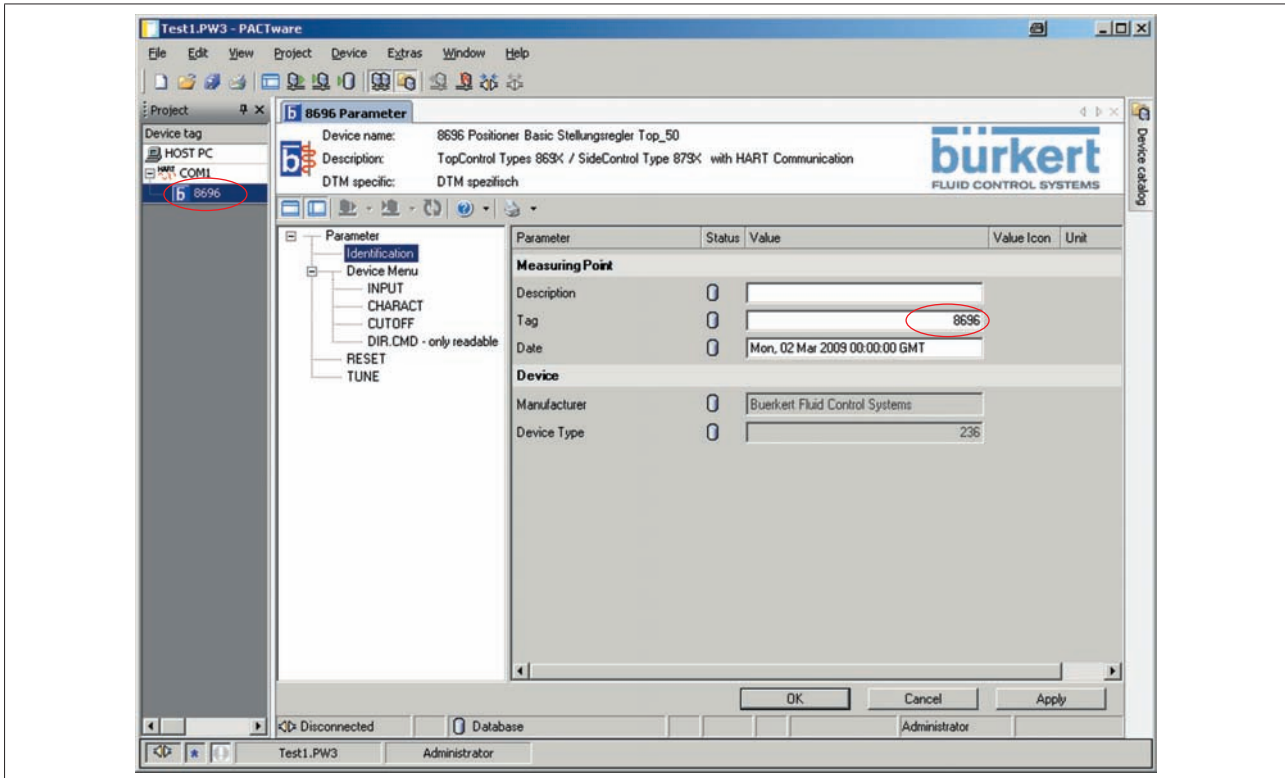 Test1.PW3 - PACTware
File Edit View Project Device Extras Window Help
Project
Device tag
HOST PC
HART COM1
8696
8696 Parameter
Device name: 8696 Positioner Basic Stellungsregler Top_50
Description: TopControl Types 869X / SideControl Type 879X with HART Communication
DTM specific: DTM spezifisch
bürkert
FLUID CONTROL SYSTEMS
Device catalog
Parameter
Identification
Device Menu
INPUT
CHARACT
CUTOFF
DIR.CMD - only readable
RESET
TUNE
Parameter Status Value Value Icon Unit
Measuring Point
Description
Tag 8696
Date Mon, 02 Mar 2009 00:00:00 GMT
Device
Manufacturer Buerkert Fluid Control Systems
Device Type 236
OK Cancel Apply
Disconnected Database Administrator
Test1.PW3 Administrator